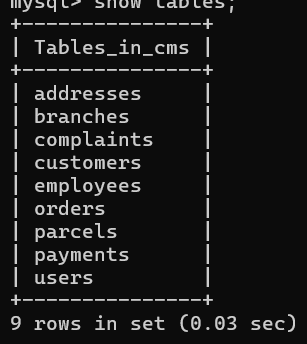 mysql> show tables;
+---------------+
| Tables_in_cms |
+---------------+
| addresses     |
| branches      |
| complaints    |
| customers     |
| employees     |
| orders        |
| parcels       |
| payments      |
| users         |
+---------------+
9 rows in set (0.03 sec)